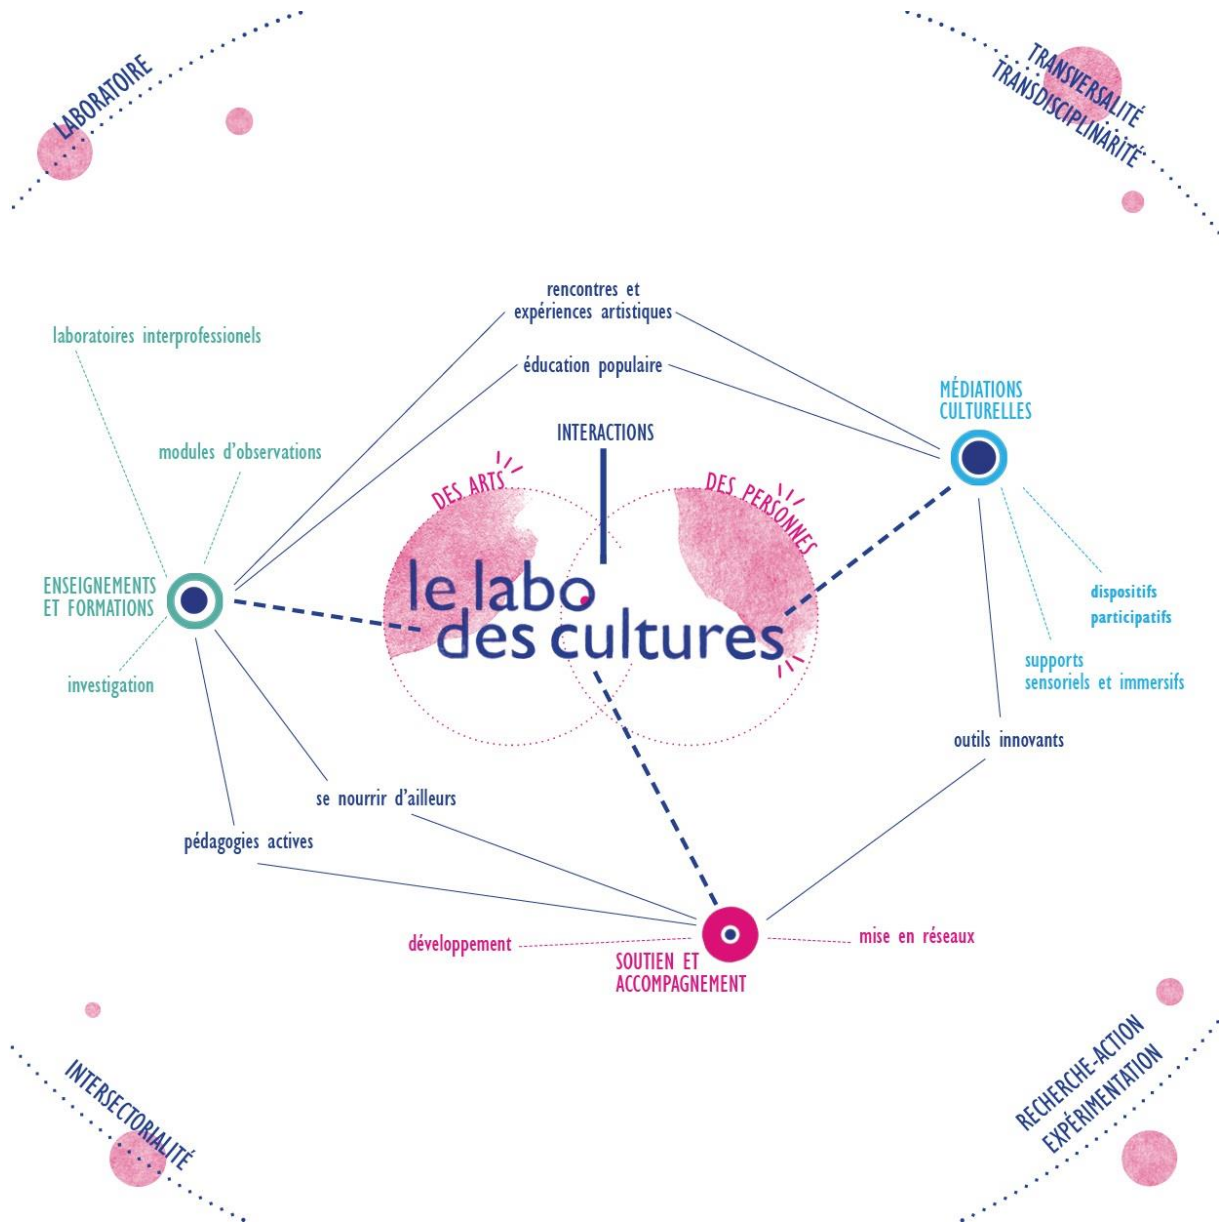 LABORATOIRE
TRANSVERSALITÉ
TRANSDISCIPLINARITÉ
rencontres et
expériences artistiques
laboratoires interprofessionels
éducation populaire
MÉDIATIONS
CULTURELLES
INTERACTIONS
modules d'observations
DES ARTS
DES PERSONNES
le labo
des cultures
ENSEIGNEMENTS
ET FORMATIONS
dispositifs
participatifs
investigation
supports
sensoriels et immersifs
outils innovants
se nourrir d'ailleurs
pédagogies actives
développement
mise en réseaux
SOUTIEN ET
ACCOMPAGNEMENT
INTERSECTORIALITÉ
RECHERCHE-ACTION
EXPÉRIMENTATION